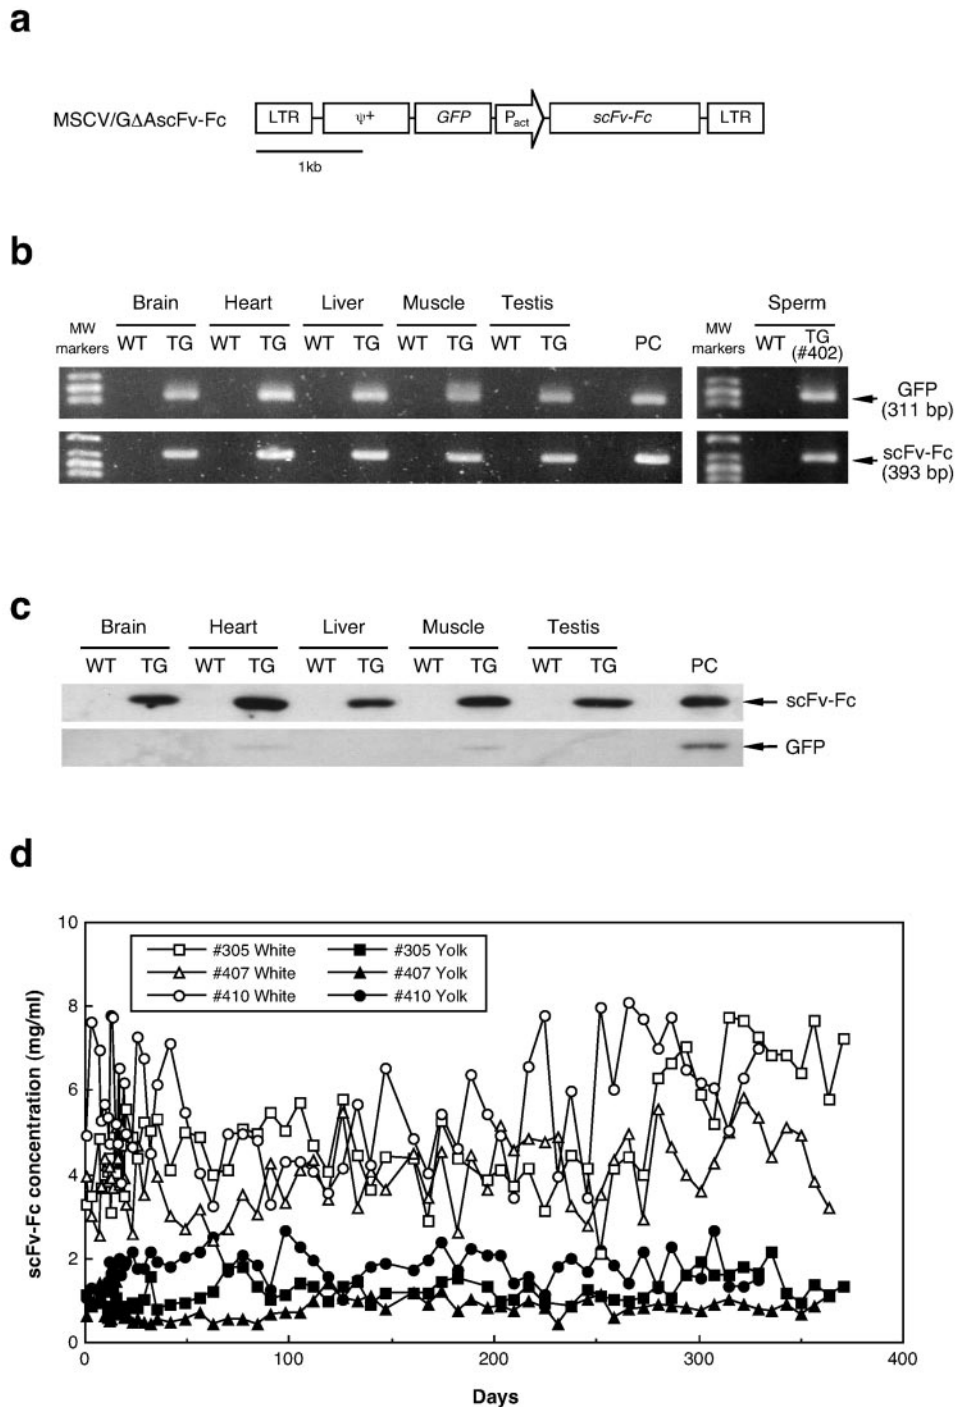 a
MSCV/GΔAscFv-Fc
LTR ψ+ GFP Pact scFv-Fc LTR
1kb
b
Brain Heart Liver Muscle Testis Sperm
MW markers WT TG WT TG WT TG WT TG WT TG PC MW markers WT TG (#402)
GFP
(311 bp)
scFv-Fc
(393 bp)
c
Brain Heart Liver Muscle Testis
WT TG WT TG WT TG WT TG WT TG PC
scFv-Fc
GFP
d
10
8
6
4
2
0
scFv-Fc concentration (mg/ml)
#305 White #305 Yolk
#407 White #407 Yolk
#410 White #410 Yolk
0 100 200 300 400
Days